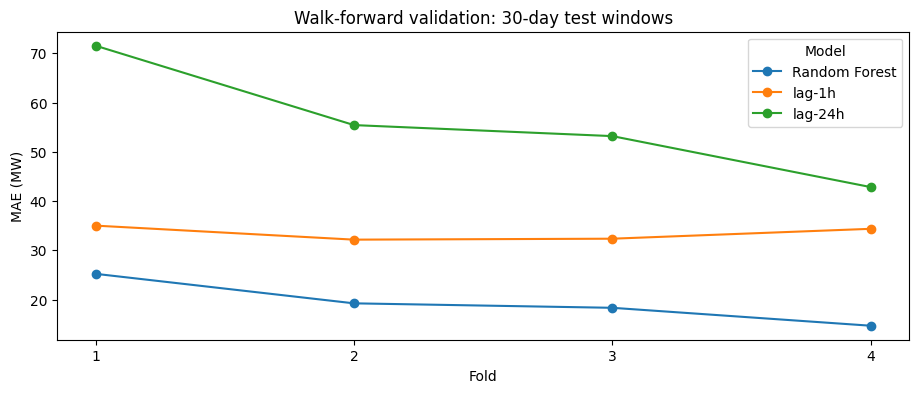 Walk-forward validation: 30-day test windows
MAE (MW)
70
60
50
40
30
20
Model
Random Forest
lag-1h
lag-24h
1
2
3
4
Fold